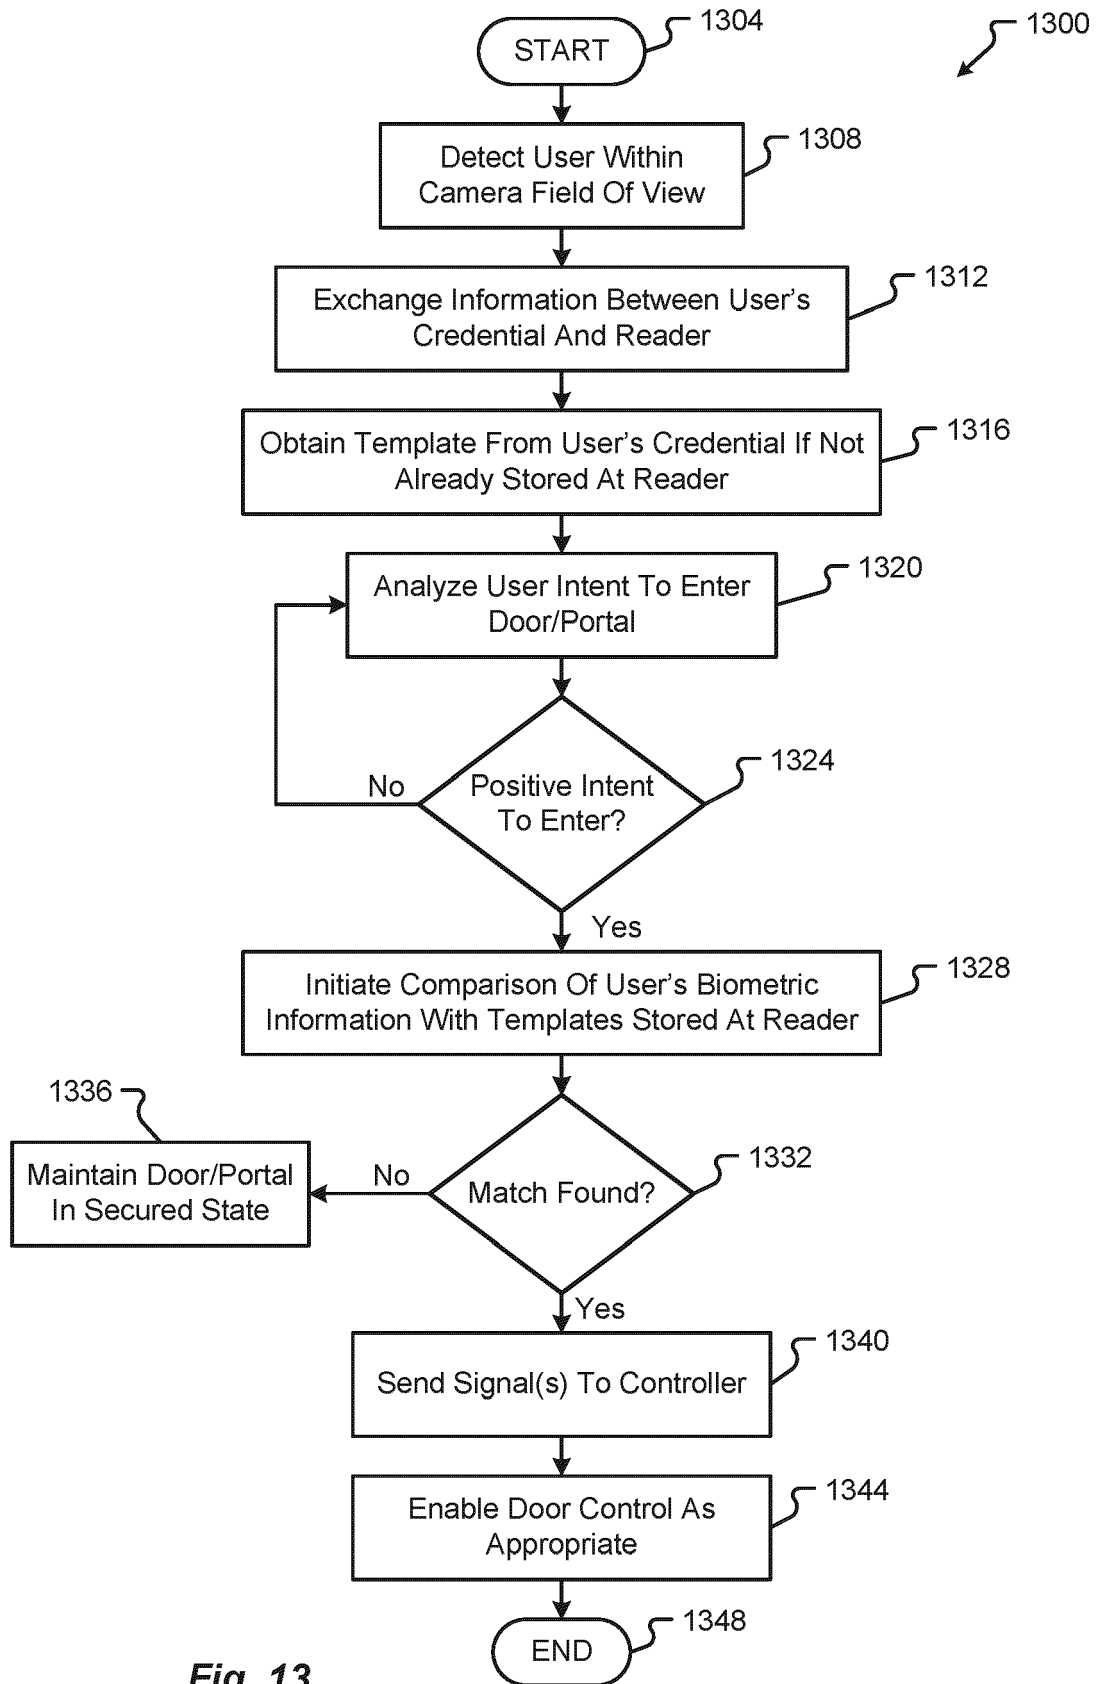 START
1304
1300
Detect User Within
Camera Field Of View
1308
Exchange Information Between User's
Credential And Reader
1312
Obtain Template From User's Credential If Not
Already Stored At Reader
1316
Analyze User Intent To Enter
Door/Portal
1320
Positive Intent
To Enter?
1324
No
Yes
Initiate Comparison Of User's Biometric
Information With Templates Stored At Reader
1328
1336
Maintain Door/Portal
In Secured State
No
Match Found?
1332
Yes
Send Signal(s) To Controller
1340
Enable Door Control As
Appropriate
1344
END
1348
Fig. 13